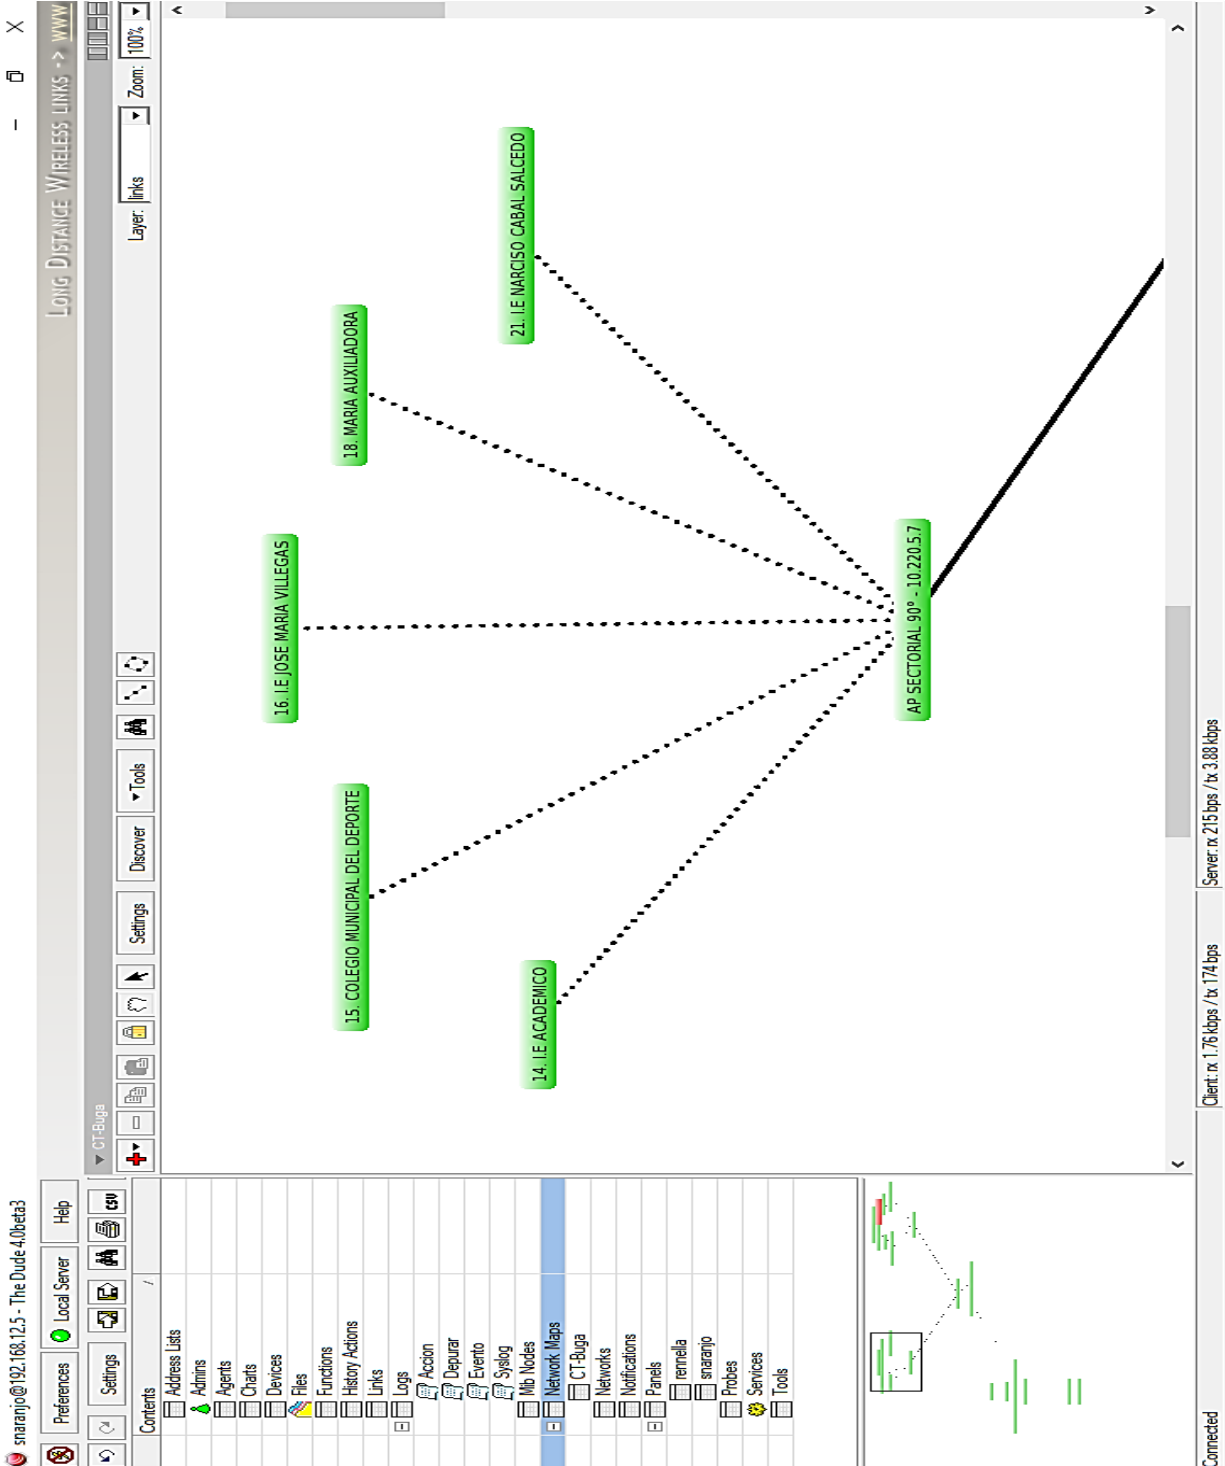 snaranjo@192.168.12.5 - The Dude 4.0beta3
Preferences
Local Server
Help
LONG DISTANCE WIRELESS LINKS -> WWW
Settings
CSV
CT-Buga
Settings
Discover
Tools
Layer:
links
Zoom:
100%
Contents
/
Address Lists
Admins
Agents
Charts
Devices
Files
Functions
History Actions
Links
Logs
Accion
Depurar
Evento
Syslog
Mib Nodes
Network Maps
CT-Buga
Networks
Notifications
Panels
rennella
snaranjo
Probes
Services
Tools
16. I.E JOSE MARIA VILLEGAS
15. COLEGIO MUNICIPAL DEL DEPORTE
18. MARIA AUXILIADORA
14. I.E ACADEMICO
21. I.E NARCISO CABAL SALCEDO
AP SECTORIAL 90º - 10.220.5.7
Connected
Client: rx 1.76 kbps / tx 174 bps
Server: rx 215 bps / tx 3.88 kbps